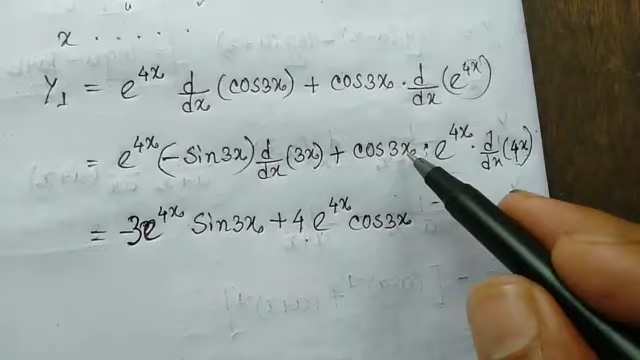 x . . . . .
Y₁ = e^4x d/dx (cos3x) + cos3x · d/dx (e^4x)
= e^4x (-sin3x) d/dx (3x) + cos3x · e^4x · d/dx (4x)
= -3e^4x sin3x + 4 e^4x cos3x